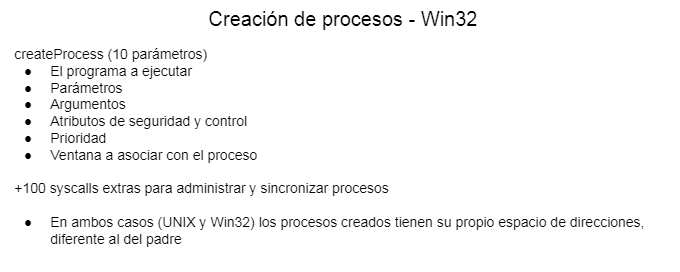 Creación de procesos - Win32
createProcess (10 parámetros)
● El programa a ejecutar
● Parámetros
● Argumentos
● Atributos de seguridad y control
● Prioridad
● Ventana a asociar con el proceso
+100 syscalls extras para administrar y sincronizar procesos
● En ambos casos (UNIX y Win32) los procesos creados tienen su propio espacio de direcciones,
diferente al del padre